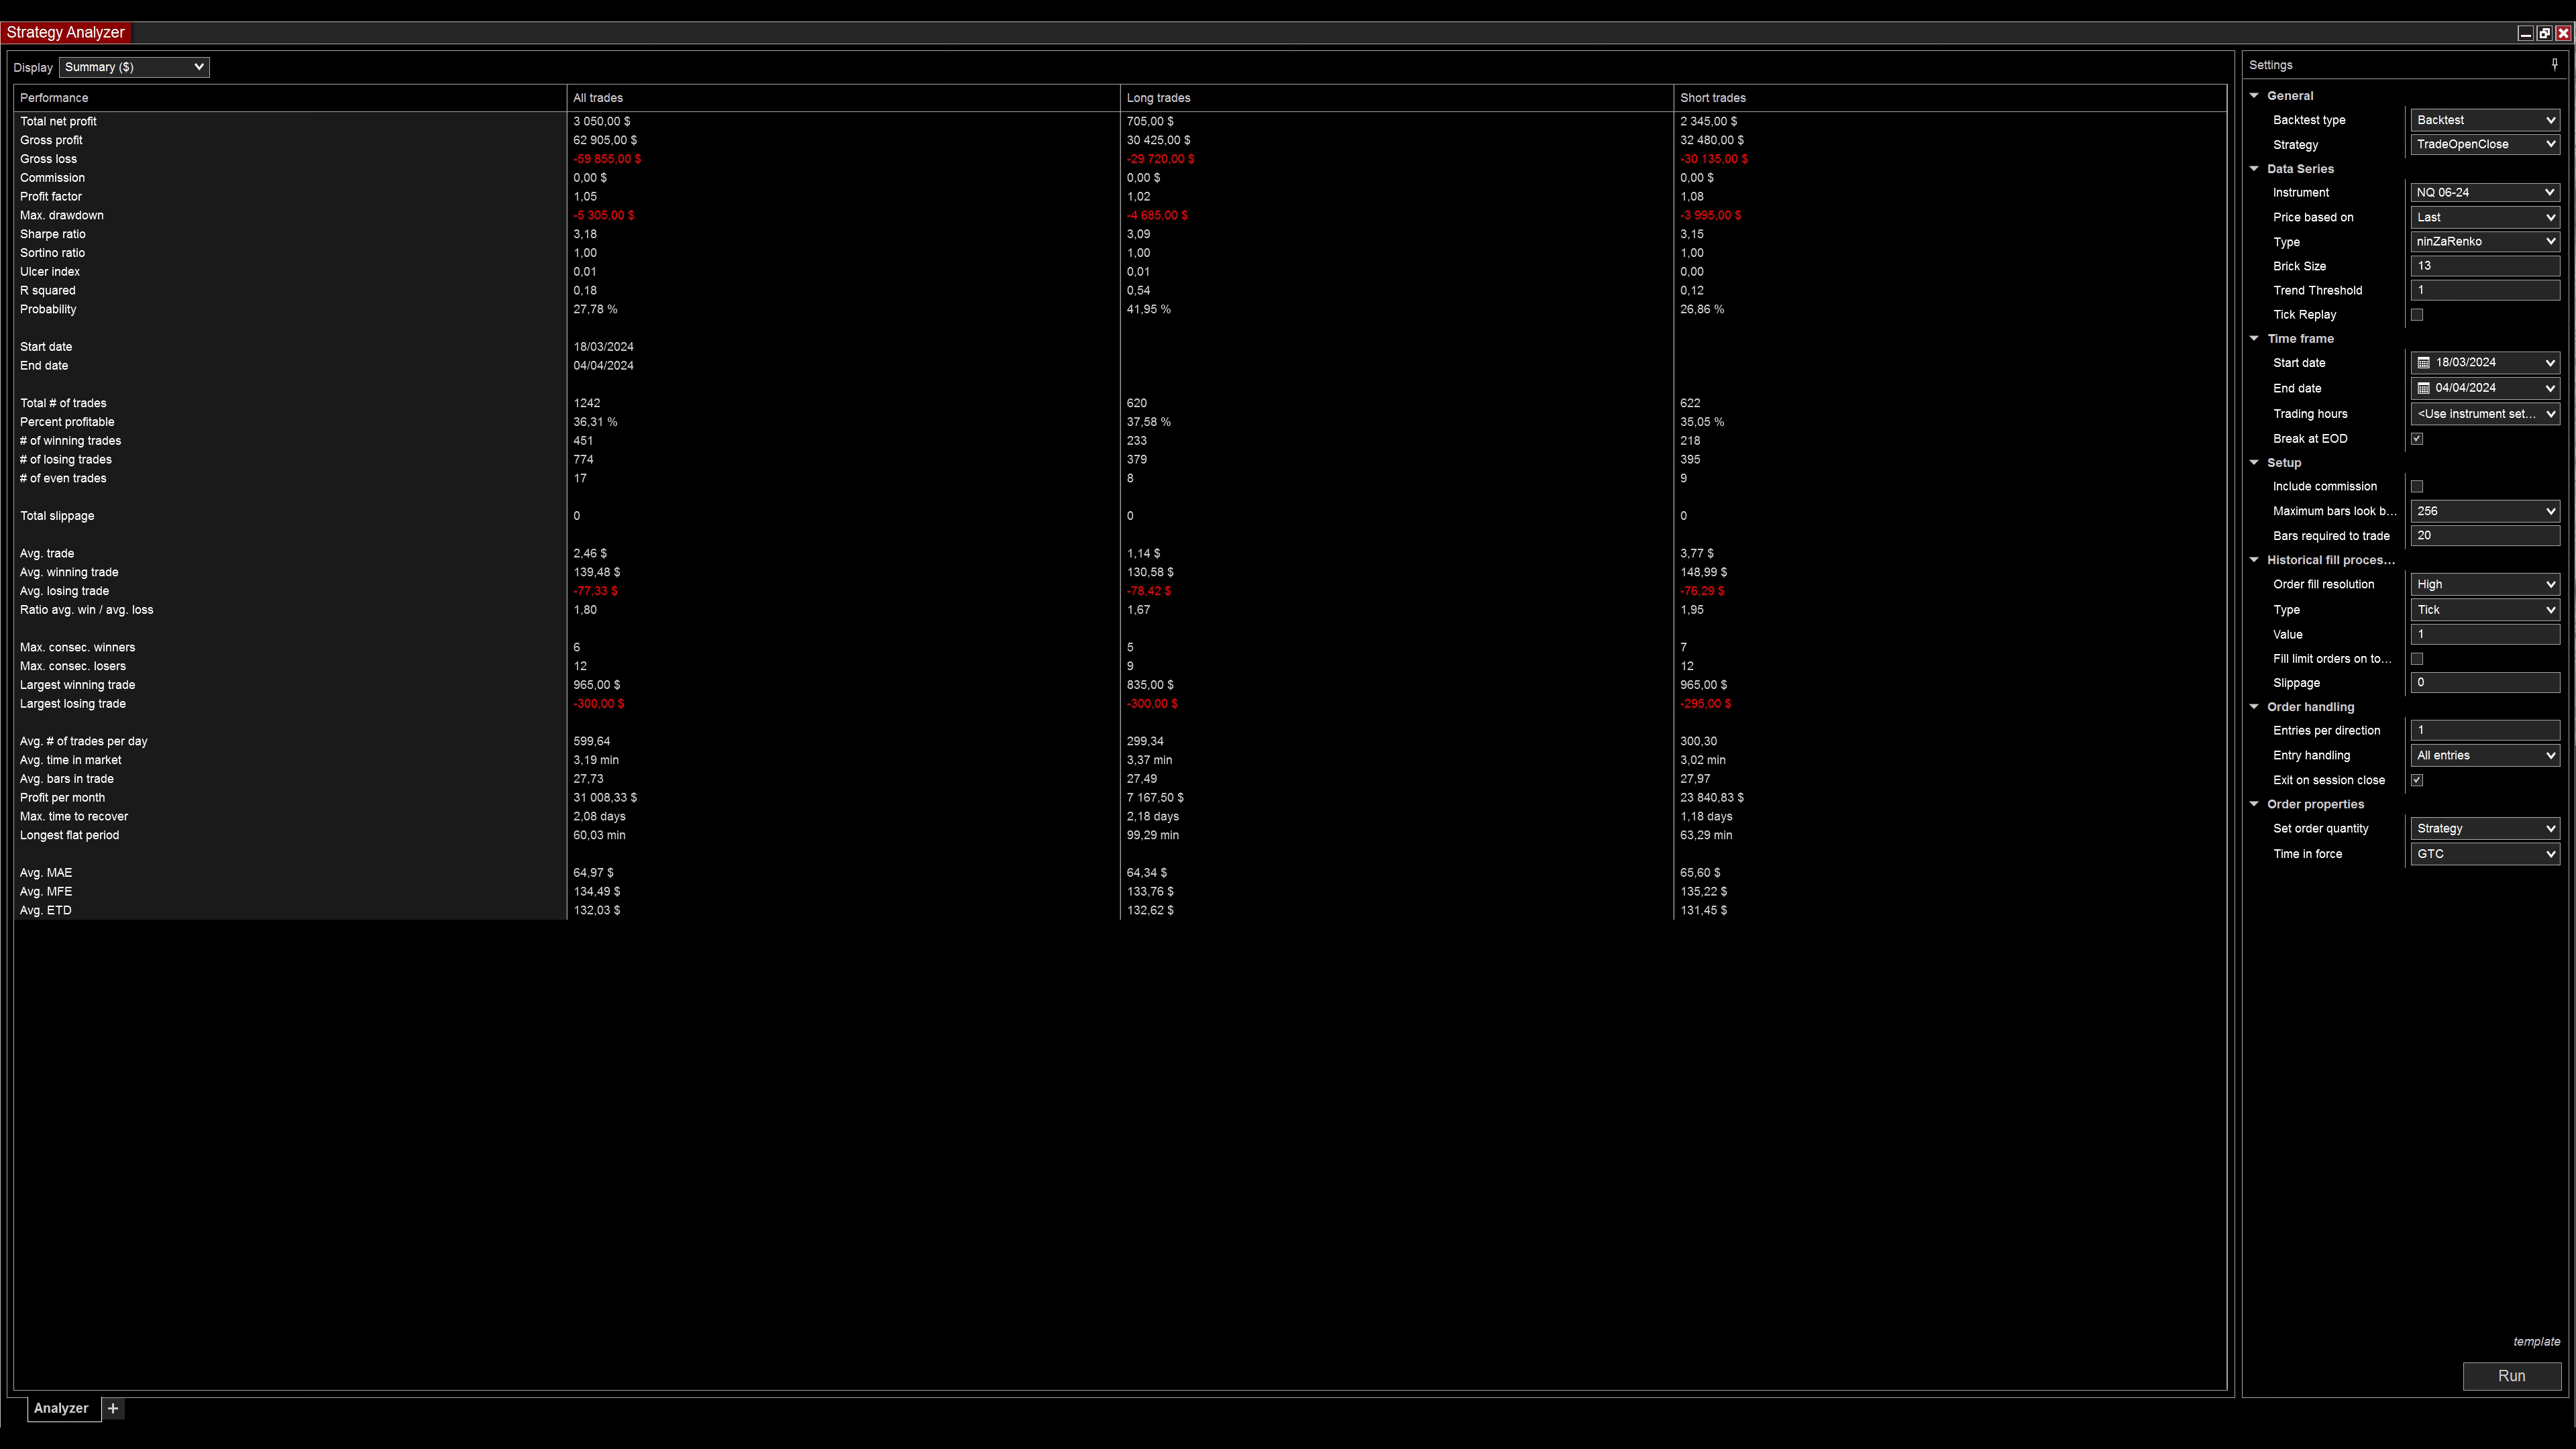 Strategy Analyzer
Display Summary ($)
Performance All trades Long trades Short trades
Total net profit 3 050,00 $ 705,00 $ 2 345,00 $
Gross profit 62 905,00 $ 30 425,00 $ 32 480,00 $
Gross loss -59 855,00 $ -29 720,00 $ -30 135,00 $
Commission 0,00 $ 0,00 $ 0,00 $
Profit factor 1,05 1,02 1,08
Max. drawdown -5 305,00 $ -4 685,00 $ -3 995,00 $
Sharpe ratio 3,18 3,09 3,15
Sortino ratio 1,00 1,00 1,00
Ulcer index 0,01 0,01 0,00
R squared 0,18 0,54 0,12
Probability 27,78 % 41,95 % 26,86 %
Start date 18/03/2024
End date 04/04/2024
Total # of trades 1242 620 622
Percent profitable 36,31 % 37,58 % 35,05 %
# of winning trades 451 233 218
# of losing trades 774 379 395
# of even trades 17 8 9
Total slippage 0 0 0
Avg. trade 2,46 $ 1,14 $ 3,77 $
Avg. winning trade 139,48 $ 130,58 $ 148,99 $
Avg. losing trade -77,33 $ -78,42 $ -76,29 $
Ratio avg. win / avg. loss 1,80 1,67 1,95
Max. consec. winners 6 5 7
Max. consec. losers 12 9 12
Largest winning trade 965,00 $ 835,00 $ 965,00 $
Largest losing trade -300,00 $ -300,00 $ -295,00 $
Avg. # of trades per day 599,64 299,34 300,30
Avg. time in market 3,19 min 3,37 min 3,02 min
Avg. bars in trade 27,73 27,49 27,97
Profit per month 31 008,33 $ 7 167,50 $ 23 840,83 $
Max. time to recover 2,08 days 2,18 days 1,18 days
Longest flat period 60,03 min 99,29 min 63,29 min
Avg. MAE 64,97 $ 64,34 $ 65,60 $
Avg. MFE 134,49 $ 133,76 $ 135,22 $
Avg. ETD 132,03 $ 132,62 $ 131,45 $
Analyzer +
Settings
General
Backtest type Backtest
Strategy TradeOpenClose
Data Series
Instrument NQ 06-24
Price based on Last
Type ninZaRenko
Brick Size 13
Trend Threshold 1
Tick Replay
Time frame
Start date 18/03/2024
End date 04/04/2024
Trading hours <Use instrument set...
Break at EOD
Setup
Include commission
Maximum bars look b... 256
Bars required to trade 20
Historical fill proces...
Order fill resolution High
Type Tick
Value 1
Fill limit orders on to...
Slippage 0
Order handling
Entries per direction 1
Entry handling All entries
Exit on session close
Order properties
Set order quantity Strategy
Time in force GTC
template
Run